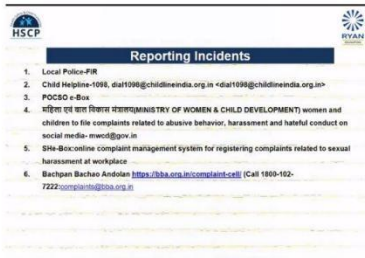 HSCP
RYAN
Reporting Incidents
1. Local Police-FIR
2. Child Helpline-1098, dial1098@childlineindia.org.in <dial1098@childlineindia.org.in>
3. POCSO e-Box
4. महिला एवं बाल विकास मंत्रालय(MINISTRY OF WOMEN & CHILD DEVELOPMENT) women and
children to file complaints related to abusive behavior, harassment and hateful conduct on
social media- mwcd@gov.in
5. SHe-Box:online complaint management system for registering complaints related to sexual
harassment at workplace
6. Bachpan Bachao Andolan https://bba.org.in/complaint-cell/ (Call 1800-102-
7222:complaints@bba.org.in